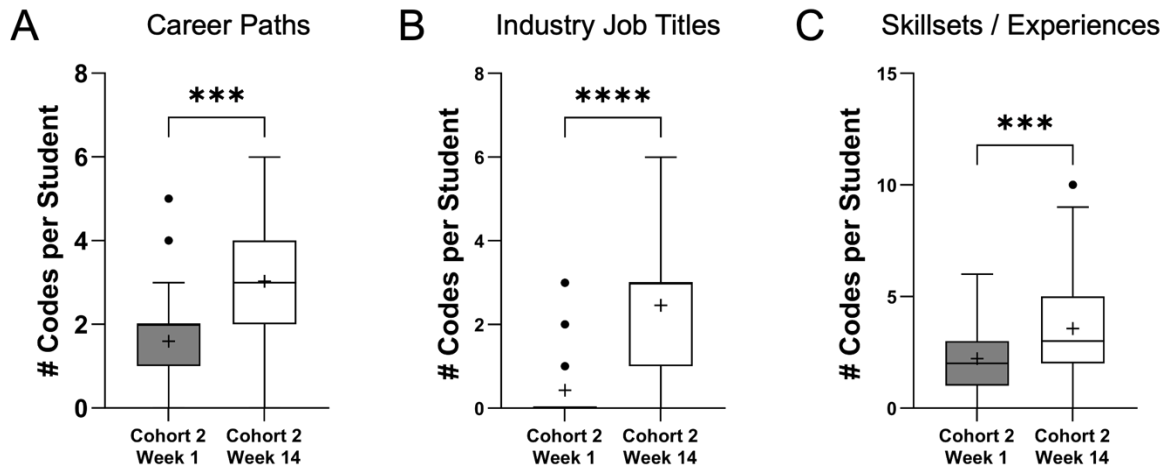 A Career Paths
# Codes per Student
8
6
4
2
0
***
Cohort 2
Week 1
Cohort 2
Week 14
B Industry Job Titles
# Codes per Student
8
6
4
2
0
****
Cohort 2
Week 1
Cohort 2
Week 14
C Skillsets / Experiences
# Codes per Student
15
10
5
0
***
Cohort 2
Week 1
Cohort 2
Week 14